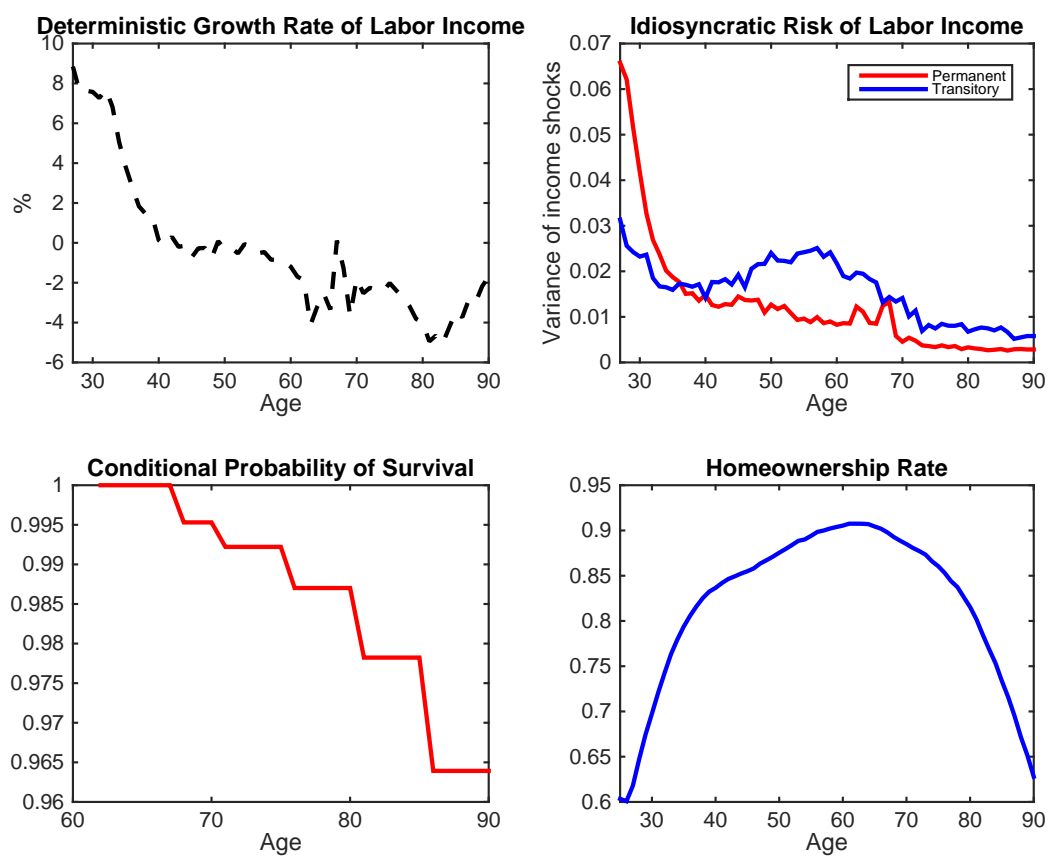 Deterministic Growth Rate of Labor Income
10
8
6
4
2
0
-2
-4
-6
%
30 40 50 60 70 80 90
Age
Idiosyncratic Risk of Labor Income
0.07
0.06
0.05
0.04
0.03
0.02
0.01
0
Variance of income shocks
Permanent
Transitory
30 40 50 60 70 80 90
Age
Conditional Probability of Survival
1
0.995
0.99
0.985
0.98
0.975
0.97
0.965
0.96
60 70 80 90
Age
Homeownership Rate
0.95
0.9
0.85
0.8
0.75
0.7
0.65
0.6
30 40 50 60 70 80 90
Age